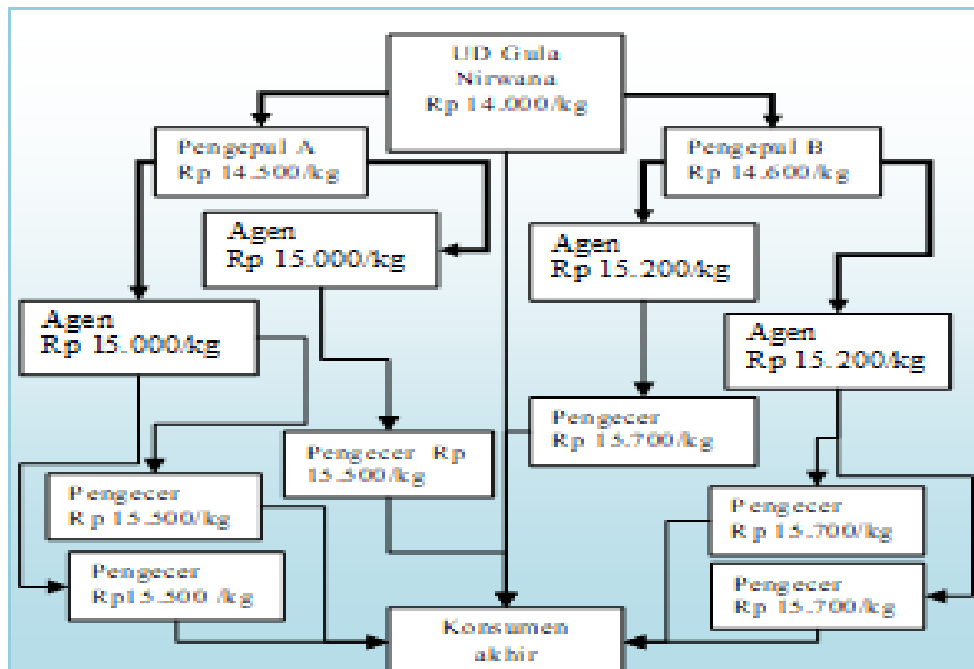 UD Gula
Nirwana
Rp 14.000/kg
Pengepul A
Rp 14.500/kg
Pengepul B
Rp 14.600/kg
Agen
Rp 15.000/kg
Agen
Rp 15.200/kg
Agen
Rp 15.000/kg
Agen
Rp 15.200/kg
Pengecer
Rp 15.700/kg
Pengecer Rp
15.500/kg
Pengecer
Rp 15.500/kg
Pengecer
Rp 15.700/kg
Pengecer
Rp15.500 /kg
Pengecer
Rp 15.700/kg
Konsumen
akhir